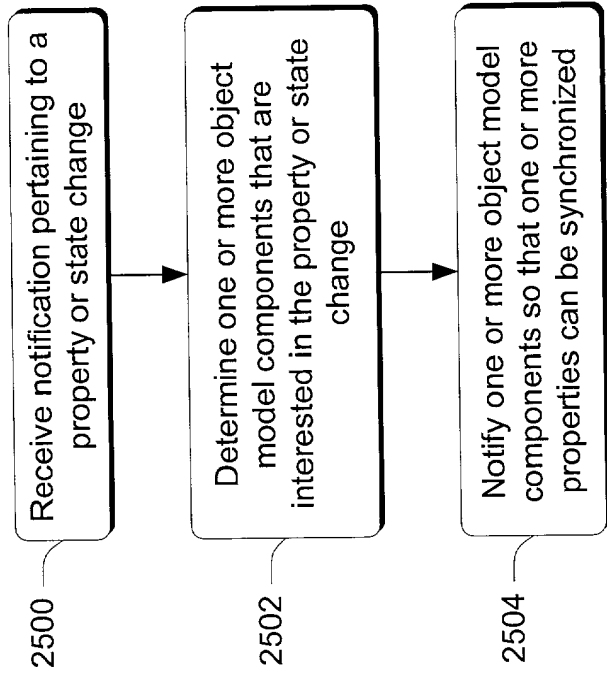 2500
Receive notification pertaining to a
property or state change
2502
Determine one or more object
model components that are
interested in the property or state
change
2504
Notify one or more object model
components so that one or more
properties can be synchronized